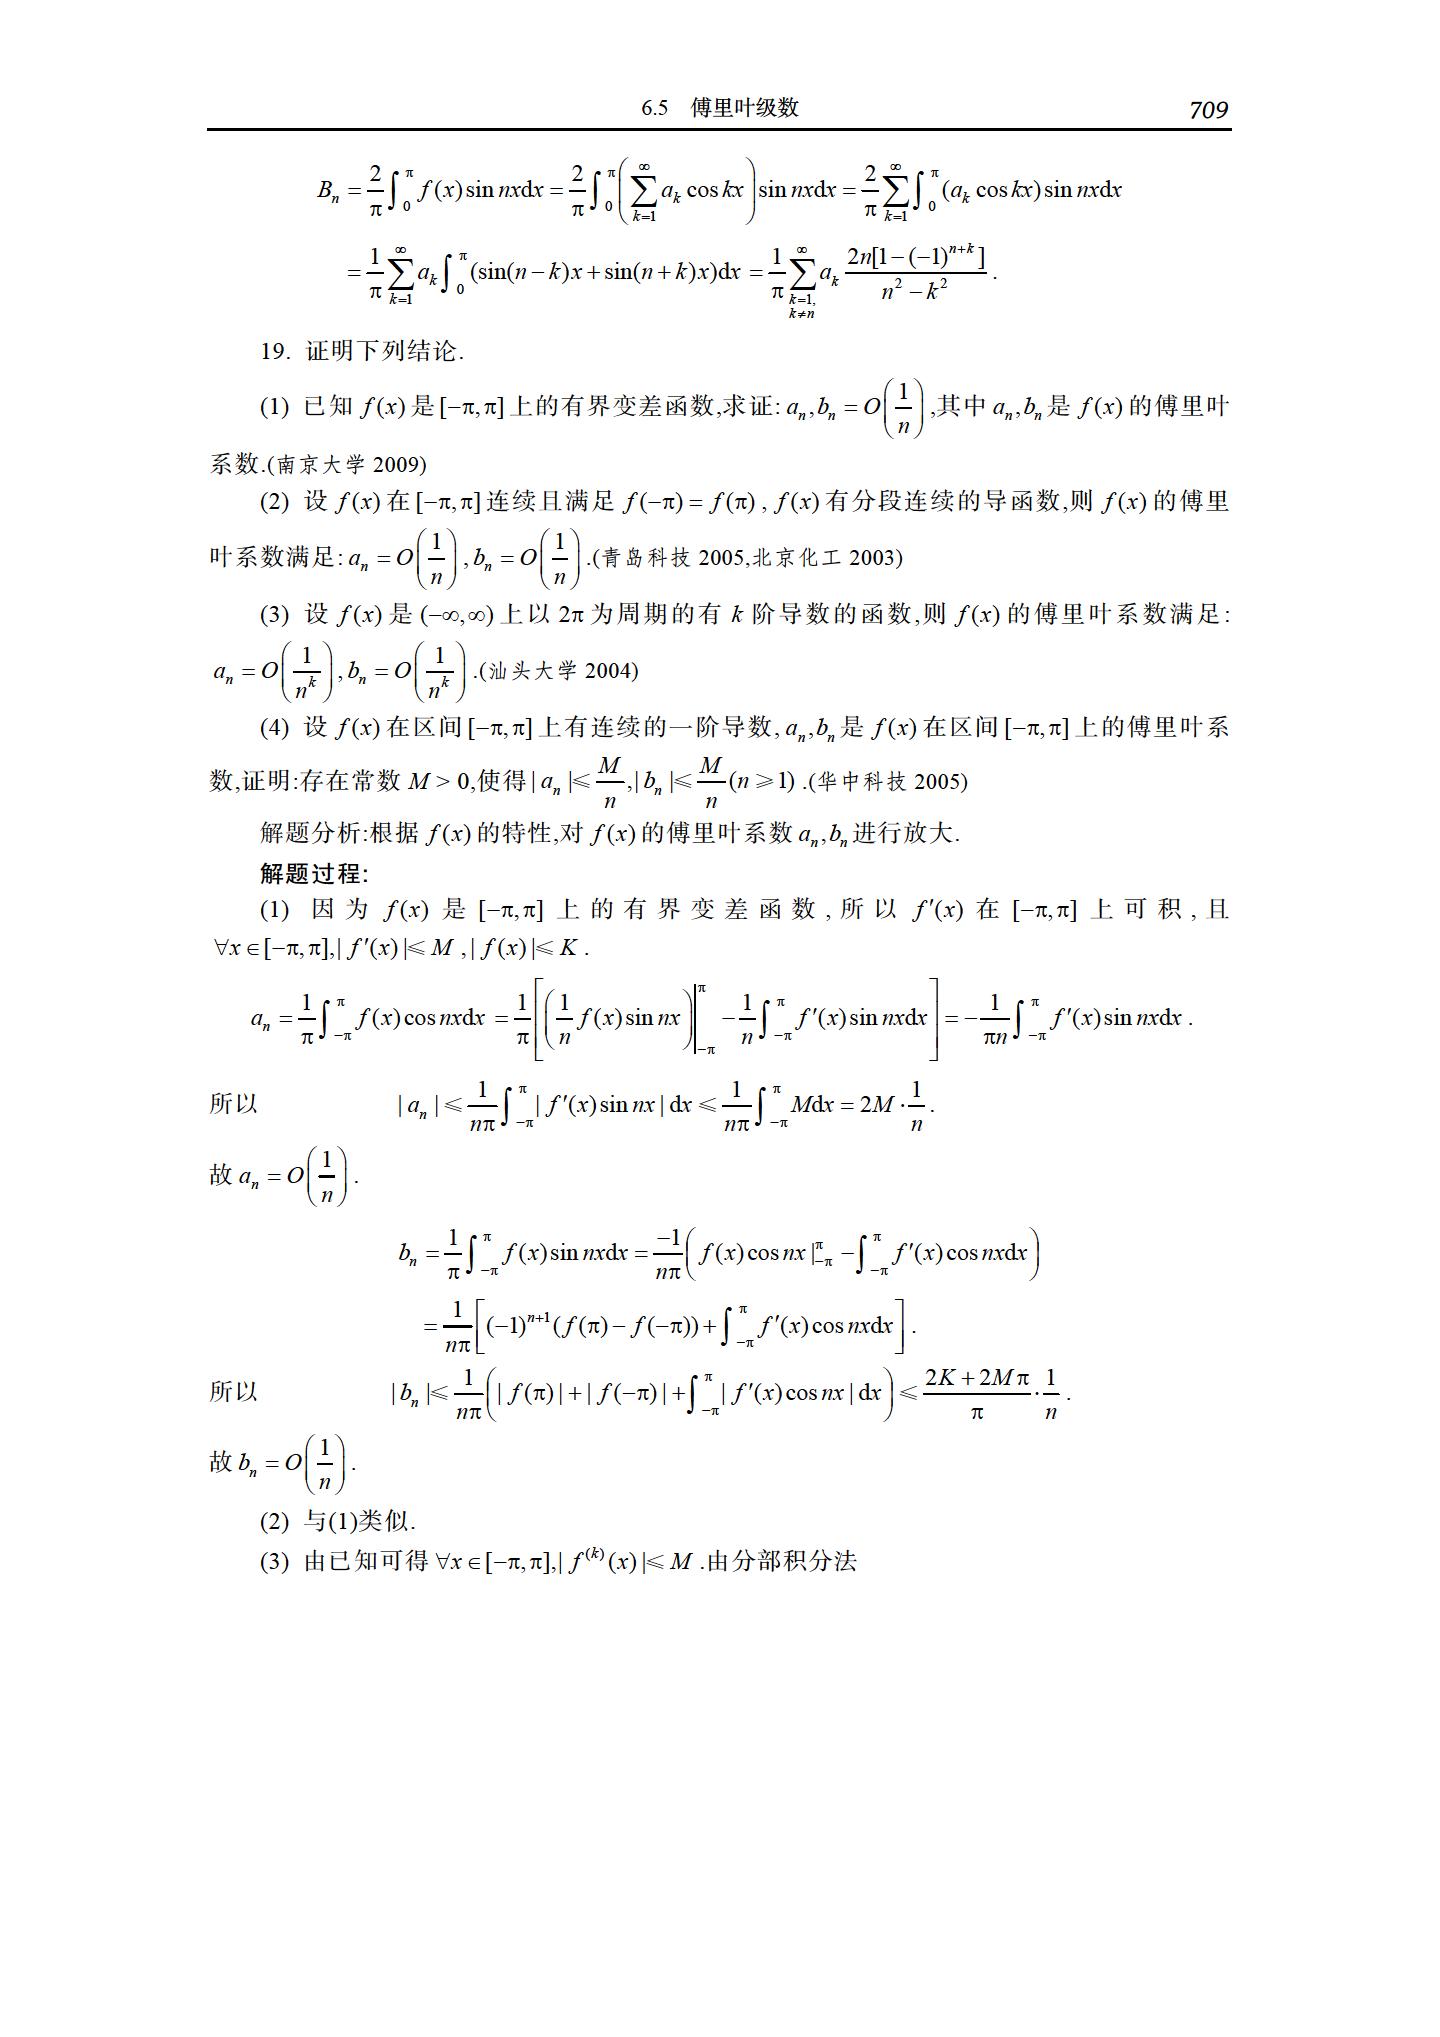 6.5 傅里叶级数 709
$B_n = \frac{2}{\pi}\int_0^{\pi} f(x)\sin nx\mathrm{d}x = \frac{2}{\pi}\int_0^{\pi}\left(\sum_{k=1}^{\infty} a_k \cos kx\right)\sin nx\mathrm{d}x = \frac{2}{\pi}\sum_{k=1}^{\infty}\int_0^{\pi}(a_k \cos kx)\sin nx\mathrm{d}x$
$= \frac{1}{\pi}\sum_{k=1}^{\infty} a_k \int_0^{\pi}(\sin(n-k)x + \sin(n+k)x)\mathrm{d}x = \frac{1}{\pi}\sum_{\substack{k=1,\\ k\neq n}}^{\infty} a_k \frac{2n[1-(-1)^{n+k}]}{n^2-k^2}.$
19. 证明下列结论.
(1) 已知 $f(x)$ 是 $[-\pi,\pi]$ 上的有界变差函数,求证: $a_n, b_n = O\left(\frac{1}{n}\right)$,其中 $a_n, b_n$ 是 $f(x)$ 的傅里叶
系数.(南京大学 2009)
(2) 设 $f(x)$ 在 $[-\pi,\pi]$ 连续且满足 $f(-\pi) = f(\pi)$, $f(x)$ 有分段连续的导函数,则 $f(x)$ 的傅里
叶系数满足: $a_n = O\left(\frac{1}{n}\right), b_n = O\left(\frac{1}{n}\right)$.(青岛科技 2005,北京化工 2003)
(3) 设 $f(x)$ 是 $(-\infty,\infty)$ 上以 $2\pi$ 为周期的有 $k$ 阶导数的函数,则 $f(x)$ 的傅里叶系数满足:
$a_n = O\left(\frac{1}{n^k}\right), b_n = O\left(\frac{1}{n^k}\right)$.(汕头大学 2004)
(4) 设 $f(x)$ 在区间 $[-\pi,\pi]$ 上有连续的一阶导数, $a_n, b_n$ 是 $f(x)$ 在区间 $[-\pi,\pi]$ 上的傅里叶系
数,证明:存在常数 $M > 0$,使得 $|a_n| \leqslant \frac{M}{n}, |b_n| \leqslant \frac{M}{n} (n \geqslant 1)$.(华中科技 2005)
解题分析:根据 $f(x)$ 的特性,对 $f(x)$ 的傅里叶系数 $a_n, b_n$ 进行放大.
解题过程:
(1) 因为 $f(x)$ 是 $[-\pi,\pi]$ 上的有界变差函数,所以 $f'(x)$ 在 $[-\pi,\pi]$ 上可积,且
$\forall x \in [-\pi,\pi], |f'(x)| \leqslant M, |f(x)| \leqslant K$.
$a_n = \frac{1}{\pi}\int_{-\pi}^{\pi} f(x)\cos nx\mathrm{d}x = \frac{1}{\pi}\left[\left(\frac{1}{n}f(x)\sin nx\right)\Big|_{-\pi}^{\pi} - \frac{1}{n}\int_{-\pi}^{\pi} f'(x)\sin nx\mathrm{d}x\right] = -\frac{1}{\pi n}\int_{-\pi}^{\pi} f'(x)\sin nx\mathrm{d}x.$
所以 $|a_n| \leqslant \frac{1}{n\pi}\int_{-\pi}^{\pi} |f'(x)\sin nx|\mathrm{d}x \leqslant \frac{1}{n\pi}\int_{-\pi}^{\pi} M\mathrm{d}x = 2M \cdot \frac{1}{n}.$
故 $a_n = O\left(\frac{1}{n}\right)$.
$b_n = \frac{1}{\pi}\int_{-\pi}^{\pi} f(x)\sin nx\mathrm{d}x = \frac{-1}{n\pi}\left(f(x)\cos nx\big|_{-\pi}^{\pi} - \int_{-\pi}^{\pi} f'(x)\cos nx\mathrm{d}x\right)$
$= \frac{1}{n\pi}\left[(-1)^{n+1}(f(\pi) - f(-\pi)) + \int_{-\pi}^{\pi} f'(x)\cos nx\mathrm{d}x\right].$
所以 $|b_n| \leqslant \frac{1}{n\pi}\left(|f(\pi)| + |f(-\pi)| + \int_{-\pi}^{\pi} |f'(x)\cos nx|\mathrm{d}x\right) \leqslant \frac{2K + 2M\pi}{\pi} \cdot \frac{1}{n}.$
故 $b_n = O\left(\frac{1}{n}\right)$.
(2) 与(1)类似.
(3) 由已知可得 $\forall x \in [-\pi,\pi], |f^{(k)}(x)| \leqslant M$.由分部积分法